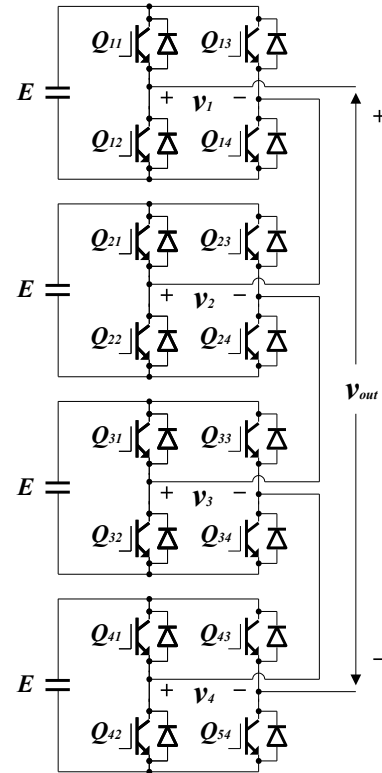 Q11 Q13
E + v1 − +
Q12 Q14
Q21 Q23
E + v2 −
Q22 Q24
vout
Q31 Q33
E + v3 −
Q32 Q34
Q41 Q43
E + v4 − −
Q42 Q54